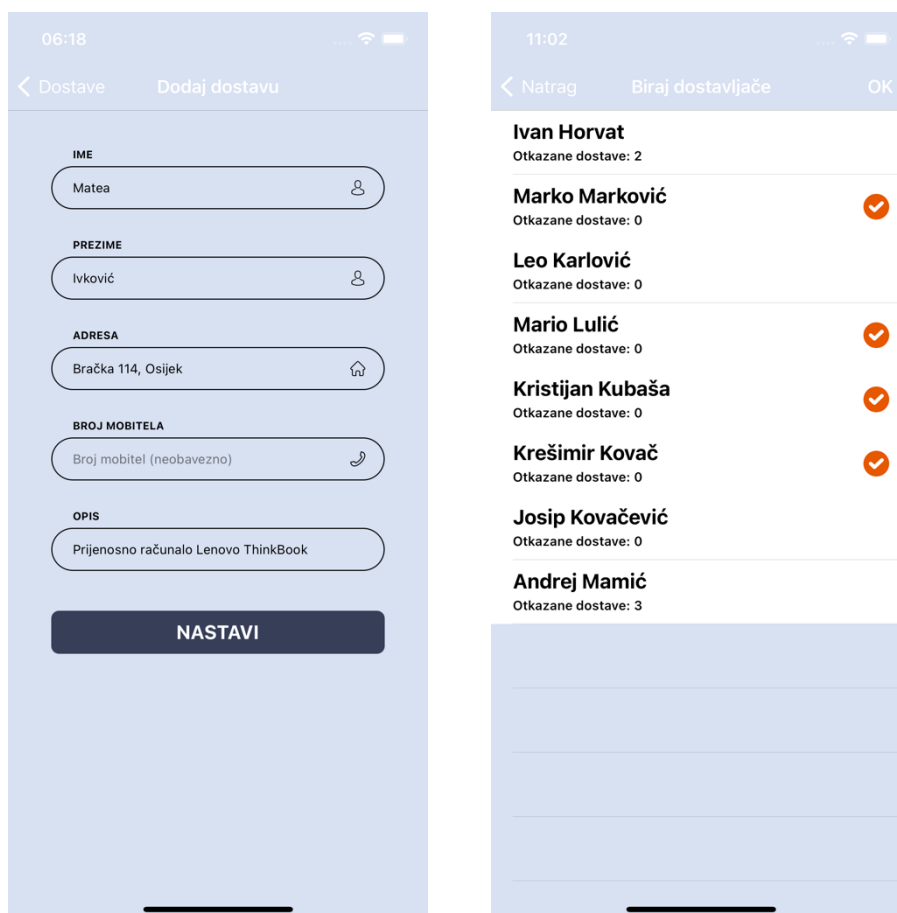 06:18
Dostave
Dodaj dostavu
IME
Matea
PREZIME
Ivković
ADRESA
Bračka 114, Osijek
BROJ MOBITELA
Broj mobitel (neobavezno)
OPIS
Prijenosno računalo Lenovo ThinkBook
NASTAVI
11:02
Natrag
Biraj dostavljače
OK
Ivan Horvat
Otkazane dostave: 2
Marko Marković
Otkazane dostave: 0
Leo Karlović
Otkazane dostave: 0
Mario Lulić
Otkazane dostave: 0
Kristijan Kubaša
Otkazane dostave: 0
Krešimir Kovač
Otkazane dostave: 0
Josip Kovačević
Otkazane dostave: 0
Andrej Mamić
Otkazane dostave: 3